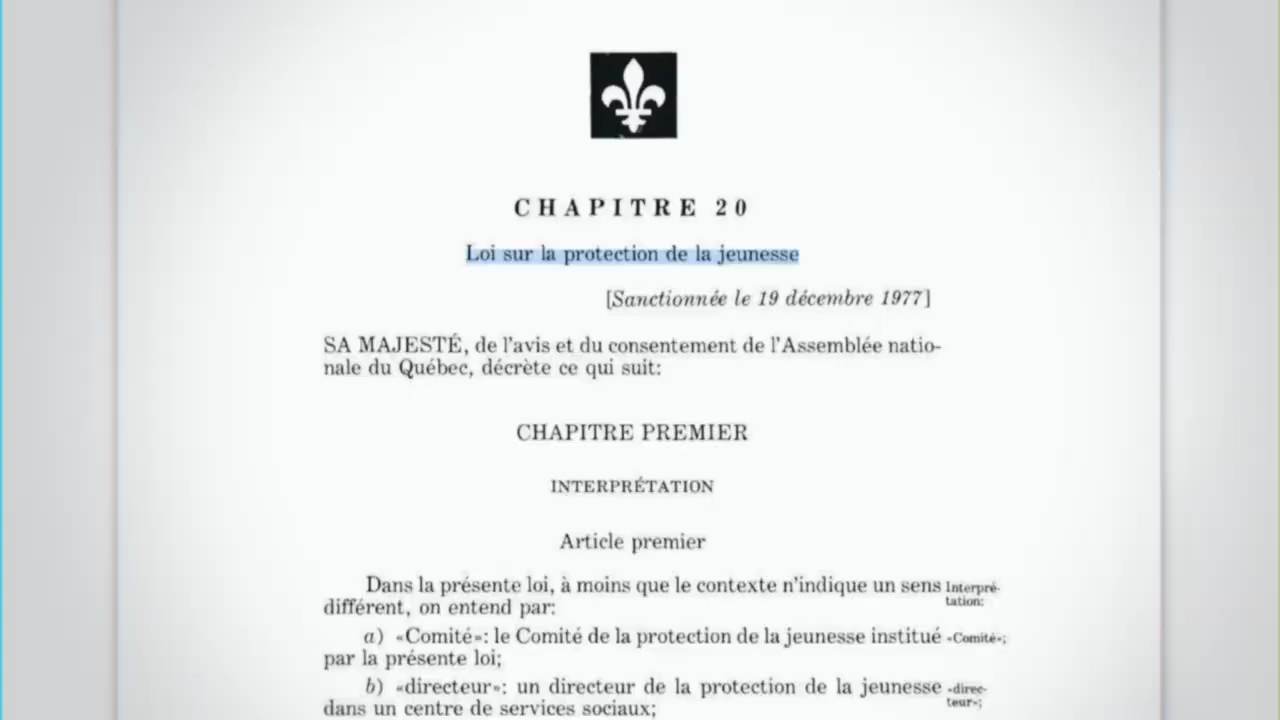 CHAPITRE 20
Loi sur la protection de la jeunesse
[Sanctionnée le 19 décembre 1977]
SA MAJESTÉ, de l'avis et du consentement de l'Assemblée natio-
nale du Québec, décrète ce qui suit:
CHAPITRE PREMIER
INTERPRÉTATION
Article premier
Dans la présente loi, à moins que le contexte n'indique un sens Interpré-
différent, on entend par: tation:
a) «Comité»: le Comité de la protection de la jeunesse institué «Comité»;
par la présente loi;
b) «directeur»: un directeur de la protection de la jeunesse «direc-
dans un centre de services sociaux; teur»;